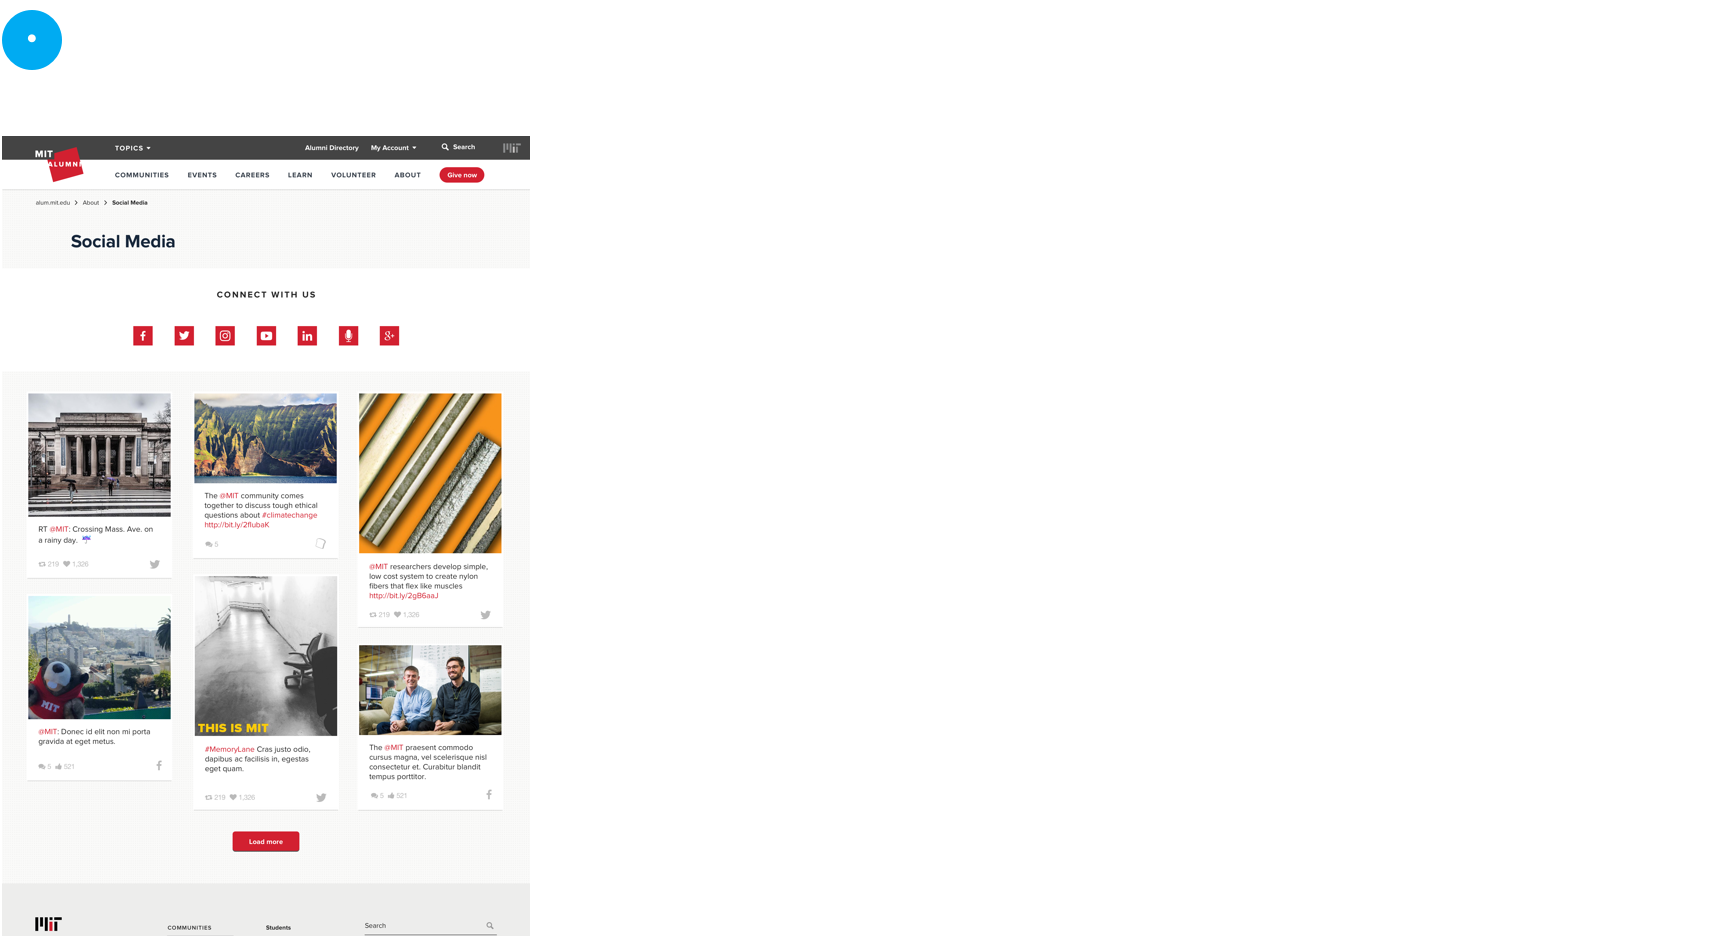 MIT
ALUMNI
TOPICS
Alumni Directory
My Account
Search
MIT
COMMUNITIES
EVENTS
CAREERS
LEARN
VOLUNTEER
ABOUT
Give now
alum.mit.edu > About > Social Media
Social Media
CONNECT WITH US
RT @MIT: Crossing Mass. Ave. on
a rainy day.
219 1,326
@MIT: Donec id elit non mi porta
gravida at eget metus.
5 521
The @MIT community comes
together to discuss tough ethical
questions about #climatechange
http://bit.ly/2flubaK
5
THIS IS MIT
#MemoryLane Cras justo odio,
dapibus ac facilisis in, egestas
eget quam.
219 1,326
@MIT researchers develop simple,
low cost system to create nylon
fibers that flex like muscles
http://bit.ly/2gB6aaJ
219 1,326
The @MIT praesent commodo
cursus magna, vel scelerisque nisl
consectetur et. Curabitur blandit
tempus porttitor.
5 521
Load more
MIT
COMMUNITIES
Students
Search